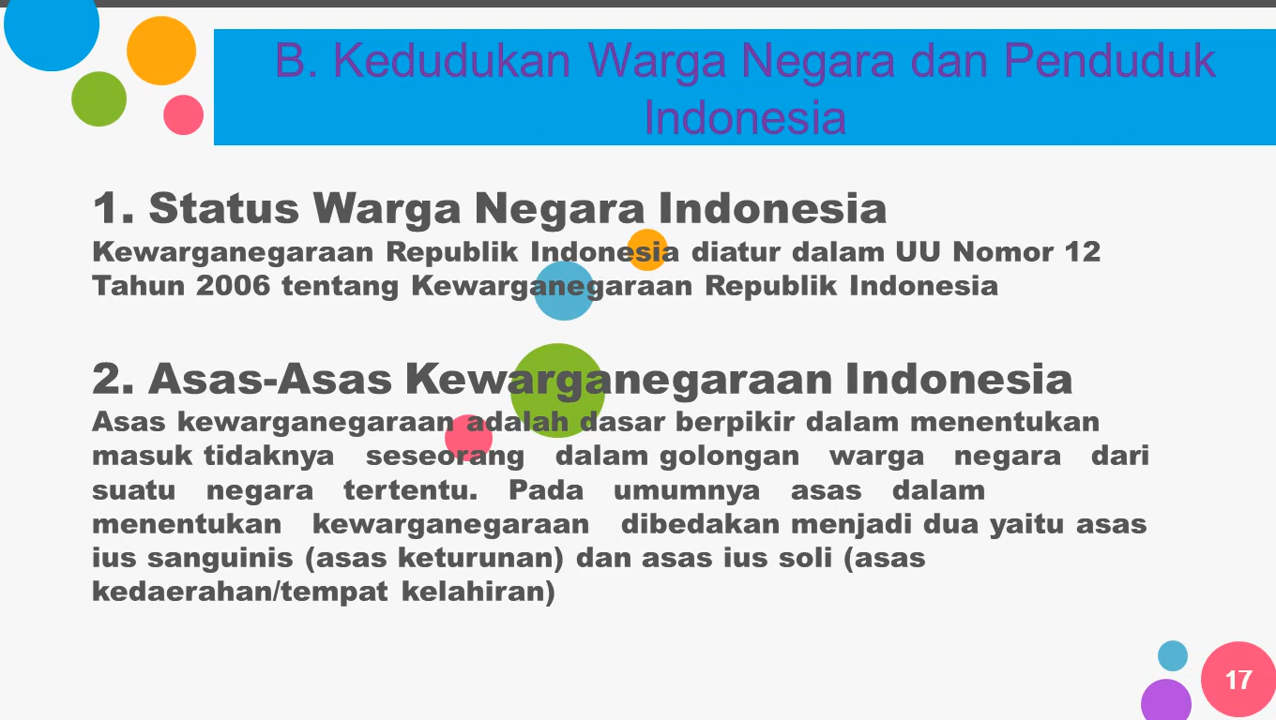 B. Kedudukan Warga Negara dan Penduduk
Indonesia
1. Status Warga Negara Indonesia
Kewarganegaraan Republik Indonesia diatur dalam UU Nomor 12
Tahun 2006 tentang Kewarganegaraan Republik Indonesia
2. Asas-Asas Kewarganegaraan Indonesia
Asas kewarganegaraan adalah dasar berpikir dalam menentukan
masuk tidaknya seseorang dalam golongan warga negara dari
suatu negara tertentu. Pada umumnya asas dalam
menentukan kewarganegaraan dibedakan menjadi dua yaitu asas
ius sanguinis (asas keturunan) dan asas ius soli (asas
kedaerahan/tempat kelahiran)
17